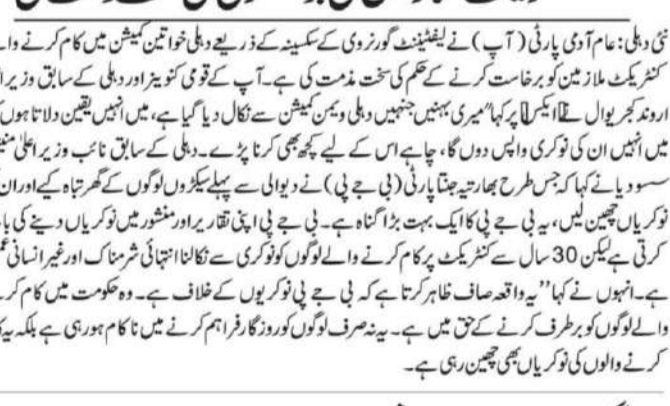 نئی دہلی: عام آدمی پارٹی (آپ) نے لیفٹیننٹ گورنر وی کے سکسینہ کے ذریعے دہلی خواتین کمیشن میں کام کرنے وا
کنٹریکٹ ملازمین کو برخاست کرنے کے حکم کی سخت مذمت کی ہے۔ آپ کے قومی کنوینر اور دہلی کے سابق وزیر ا
اروند کجریوال نے ایکس پر کہا ”میری بہنیں جنہیں دہلی ویمن کمیشن سے نکال دیا گیا ہے، میں انہیں یقین دلاتا ہوں
میں انہیں ان کی نوکری واپس دوں گا، چاہے اس کے لیے کچھ بھی کرنا پڑے۔ دہلی کے سابق نائب وزیر اعلیٰ منیـ
سسودیا نے کہا کہ جس طرح بھارتیہ جنتا پارٹی (بی جے پی) نے دیوالی سے پہلے سیکڑوں لوگوں کے گھر تباہ کیے اور ان
نوکریاں چھین لیں، یہ بی جے پی کا ایک بہت بڑا گناہ ہے۔ بی جے پی اپنی تقاریر اور منشور میں نوکریاں دینے کی با
کرتی ہے لیکن 30 سال سے کنٹریکٹ پر کام کرنے والے لوگوں کو نوکری سے نکالنا انتہائی شرمناک اور غیر انسانی عمـ
ہے۔ انہوں نے کہا ”یہ واقعہ صاف ظاہر کرتا ہے کہ بی جے پی نوکریوں کے خلاف ہے۔ وہ حکومت میں کام کر
والے لوگوں کو برطرف کرنے کے حق میں ہے۔ یہ نہ صرف لوگوں کو روزگار فراہم کرنے میں ناکام ہو رہی ہے بلکہ یہ
کرنے والوں کی نوکریاں بھی چھین رہی ہے۔